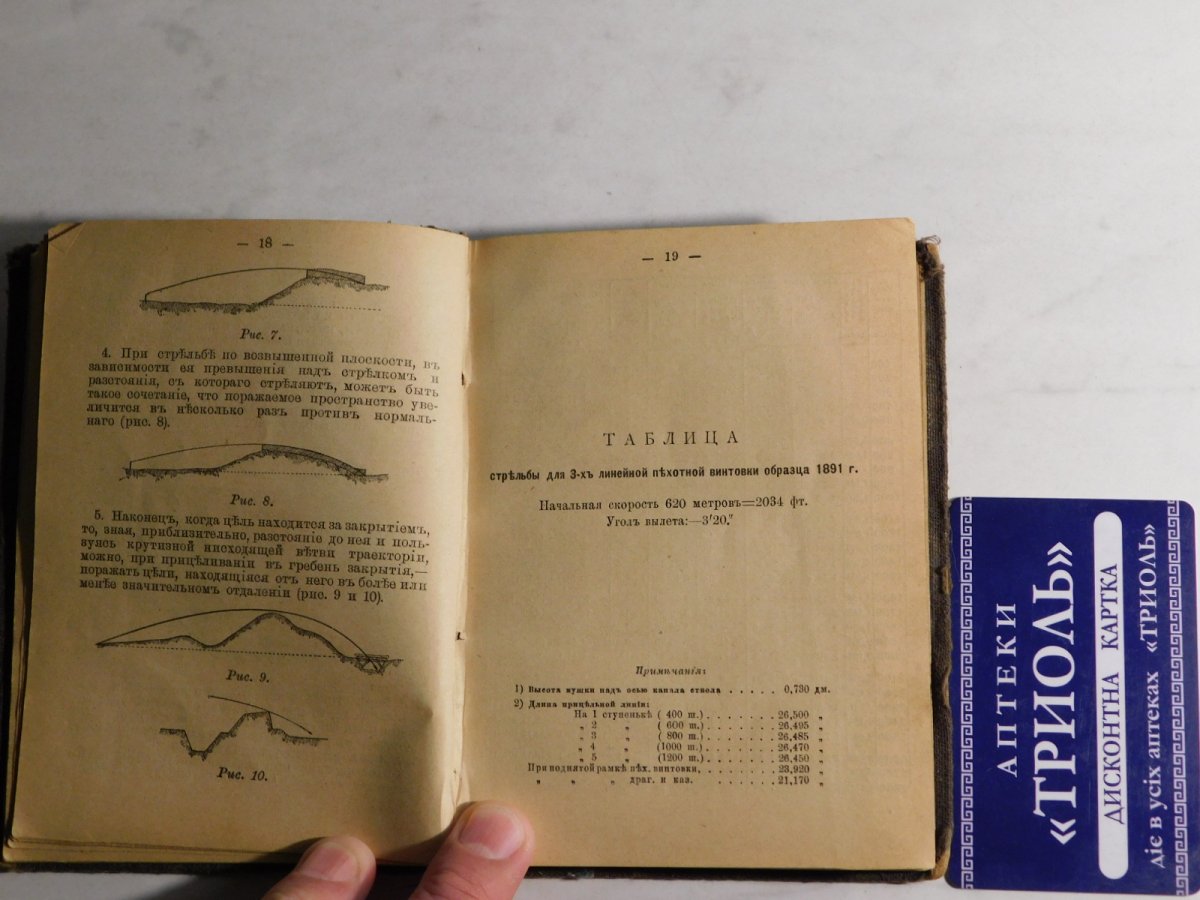 — 18 —
Рис. 7.
4. При стрѣльбѣ по возвышенной плоскости, въ
зависимости ея превышенія надъ стрѣлкомъ и
разстоянія, съ котораго стрѣляютъ, можетъ быть
такое сочетаніе, что поражаемое пространство уве-
личится въ нѣсколько разъ противъ нормаль-
наго (рис. 8).
Рис. 8.
5. Наконецъ, когда цѣль находится за закрытіемъ,
то, зная, приблизительно, разстояніе до нея и поль-
зуясь крутизной нисходящей вѣтви траекторіи,
можно, при прицѣливаніи въ гребень закрытія,—
поражать цѣли, находящіяся отъ него въ болѣе или
менѣе значительномъ отдаленіи (рис. 9 и 10).
Рис. 9.
Рис. 10.
— 19 —
ТАБЛИЦА
стрѣльбы для 3-хъ линейной пѣхотной винтовки образца 1891 г.
Начальная скорость 620 метровъ=2034 фт.
Уголъ вылета:—3′20.″
Примѣчанія:
1) Высота мушки надъ осью канала ствола . . . . . 0,730 дм.
2) Длина прицѣльной линіи:
На 1 ступенькѣ ( 400 ш.) . . . . . . . 26,500 „
„ 2 „ ( 600 ш.) . . . . . . . 26,495 „
„ 3 „ ( 800 ш.) . . . . . . . 26,485 „
„ 4 „ (1000 ш.) . . . . . . . 26,470 „
„ 5 „ (1200 ш.) . . . . . . . 26,450 „
При поднятой рамкѣ пѣх. винтовки. . . . . . . . 23,920 „
„ „ „ драг. и каз. . . . . . . . 21,170 „
АПТЕКИ
«ТРИОЛЬ»
ДИСКОНТНА КАРТКА
діє в усіх аптеках «ТРИОЛЬ»